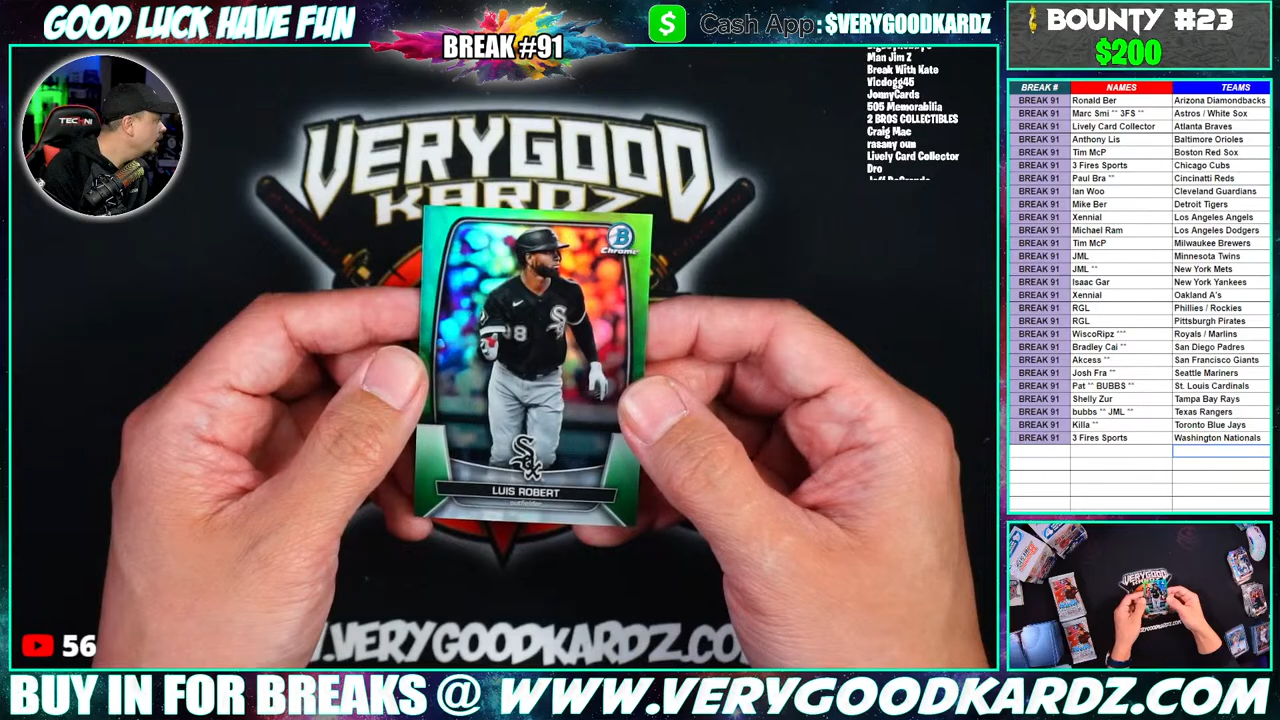 GOOD LUCK HAVE FUN
BREAK #91
$
Cash App : $VERYGOODKARDZ
BOUNTY #23
$200
Man Jim Z
Break With Kate
Vicdogg45
JonnyCards
505 Memorabilia
2 BROS COLLECTIBLES
Craig Mac
rasany oum
Lively Card Collector
Dro
TECHNI
VERYGOOD
KARDZ
BREAK # NAMES TEAMS
BREAK 91 Ronald Ber Arizona Diamondbacks
BREAK 91 Marc Smi ** 3FS ** Astros / White Sox
BREAK 91 Lively Card Collector Atlanta Braves
BREAK 91 Anthony Lis Baltimore Orioles
BREAK 91 Tim McP Boston Red Sox
BREAK 91 3 Fires Sports Chicago Cubs
BREAK 91 Paul Bra ** Cincinatti Reds
BREAK 91 Ian Woo Cleveland Guardians
BREAK 91 Mike Ber Detroit Tigers
BREAK 91 Xennial Los Angeles Angels
BREAK 91 Michael Ram Los Angeles Dodgers
BREAK 91 Tim McP Milwaukee Brewers
BREAK 91 JML Minnesota Twins
BREAK 91 JML ** New York Mets
BREAK 91 Isaac Gar New York Yankees
BREAK 91 Xennial Oakland A's
BREAK 91 RGL Phillies / Rockies
BREAK 91 RGL Pittsburgh Pirates
BREAK 91 WiscoRipz *** Royals / Marlins
BREAK 91 Bradley Cai ** San Diego Padres
BREAK 91 Akcess ** San Francisco Giants
BREAK 91 Josh Fra ** Seattle Mariners
BREAK 91 Pat ** BUBBS ** St. Louis Cardinals
BREAK 91 Shelly Zur Tampa Bay Rays
BREAK 91 bubbs ** JML ** Texas Rangers
BREAK 91 Killa ** Toronto Blue Jays
BREAK 91 3 Fires Sports Washington Nationals
B
Chrome
Sox
Sox
LUIS ROBERT
outfielder
.VERYGOODKARDZ.CO
56
VERYGOOD
BUY IN FOR BREAKS @ WWW.VERYGOODKARDZ.COM